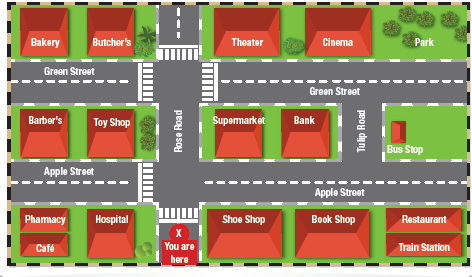 Bakery
Butcher's
Theater
Cinema
Park
Green Street
Green Street
Barber's
Toy Shop
Rose Road
Supermarket
Bank
Tulip Road
Bus Stop
Apple Street
Apple Street
Pharmacy
Café
Hospital
X
You are
here
Shoe Shop
Book Shop
Restaurant
Train Station